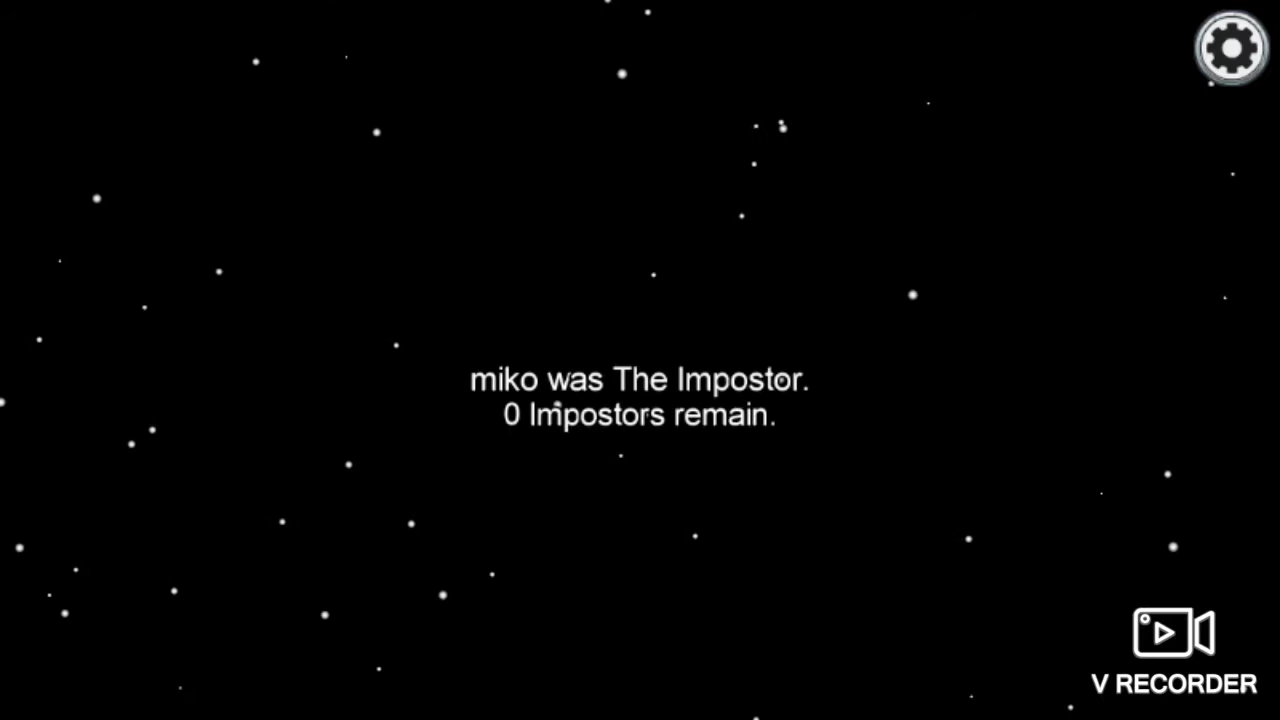 miko was The Impostor.
0 Impostors remain.
V RECORDER